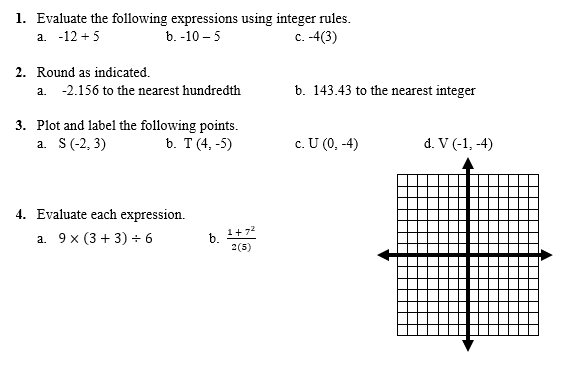 1. Evaluate the following expressions using integer rules.
a. -12 + 5 b. -10 – 5 c. -4(3)
2. Round as indicated.
a. -2.156 to the nearest hundredth b. 143.43 to the nearest integer
3. Plot and label the following points.
a. S (-2, 3) b. T (4, -5) c. U (0, -4) d. V (-1, -4)
4. Evaluate each expression.
a. 9 × (3 + 3) ÷ 6 b. 1 + 7²
2(5)